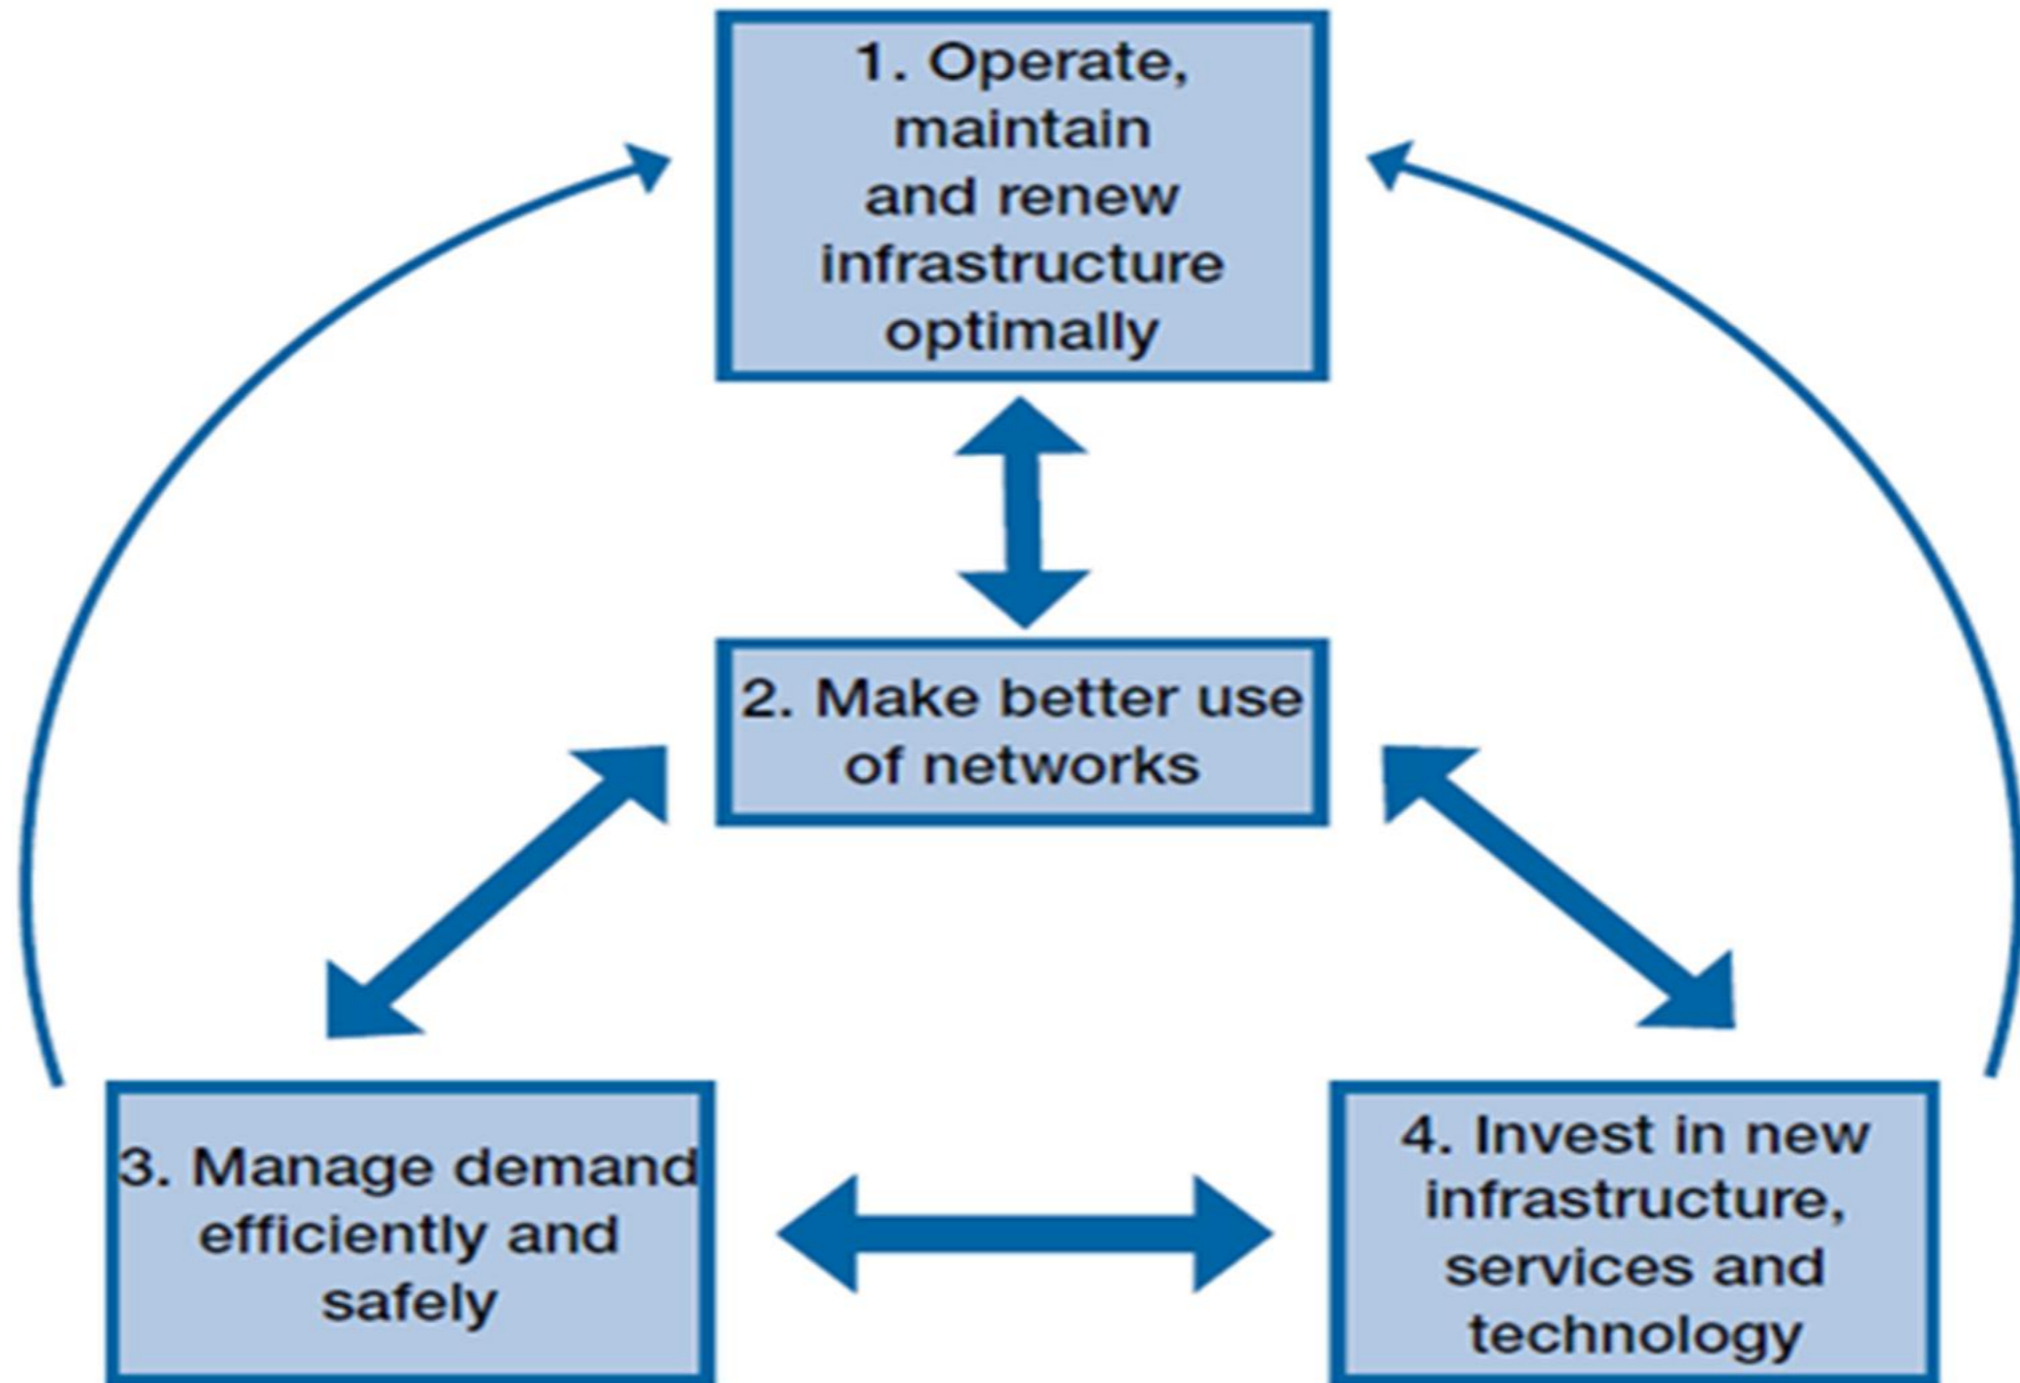 1. Operate,
maintain
and renew
infrastructure
optimally
2. Make better use
of networks
3. Manage demand
efficiently and
safely
4. Invest in new
infrastructure,
services and
technology